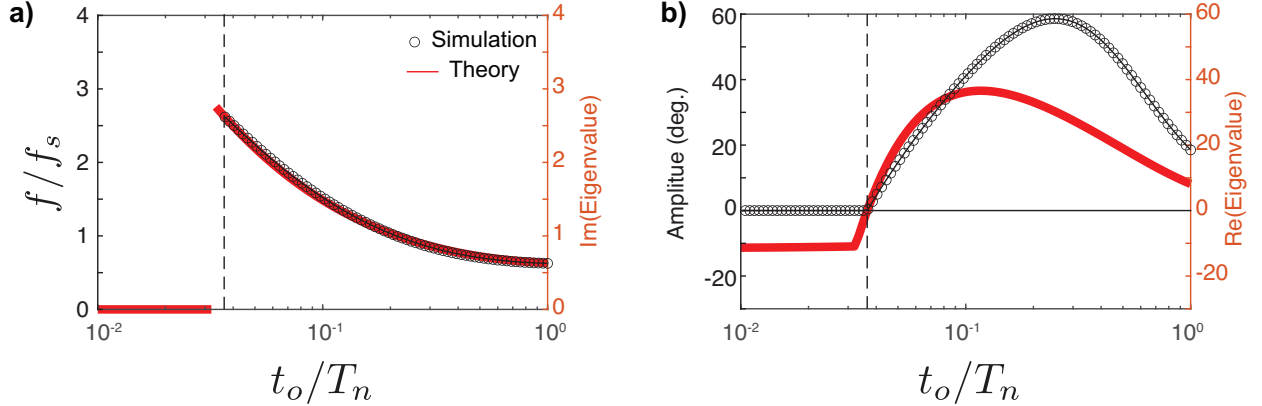 a)
f/f_s
4
3
2
1
0
Simulation
Theory
4
3
2
1
0
Im(Eigenvalue)
10^-2
10^-1
10^0
t_o/T_n
b)
Amplitutde (deg.)
60
40
20
0
-20
60
40
20
0
-20
Re(Eigenvalue)
10^-2
10^-1
10^0
t_o/T_n